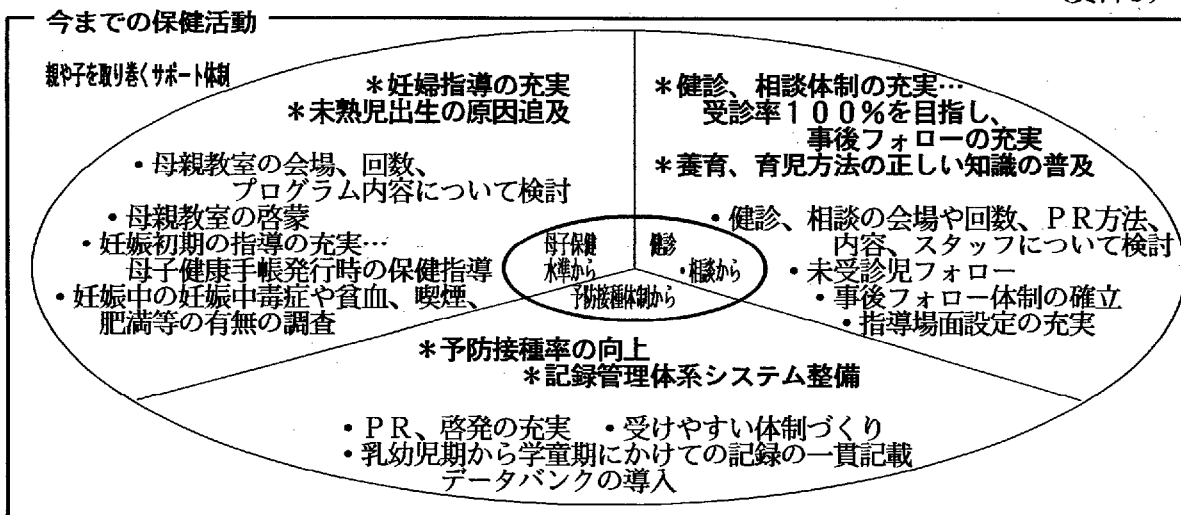 今までの保健活動
親や子を取り巻くサポート体制
＊妊婦指導の充実
＊未熟児出生の原因追及
・母親教室の会場、回数、
プログラム内容について検討
・母親教室の啓蒙
・妊娠初期の指導の充実…
母子健康手帳発行時の保健指導
・妊娠中の妊娠中毒症や貧血、喫煙、
肥満等の有無の調査
＊健診、相談体制の充実…
受診率１００％を目指し、
事後フォローの充実
＊養育、育児方法の正しい知識の普及
・健診、相談の会場や回数、ＰＲ方法、
内容、スタッフについて検討
・未受診児フォロー
・事後フォロー体制の確立
・指導場面設定の充実
母子保健
水準から
健診
・相談から
予防接種体制から
＊予防接種率の向上
＊記録管理体系システム整備
・ＰＲ、啓発の充実　・受けやすい体制づくり
・乳幼児期から学童期にかけての記録の一貫記載
データバンクの導入